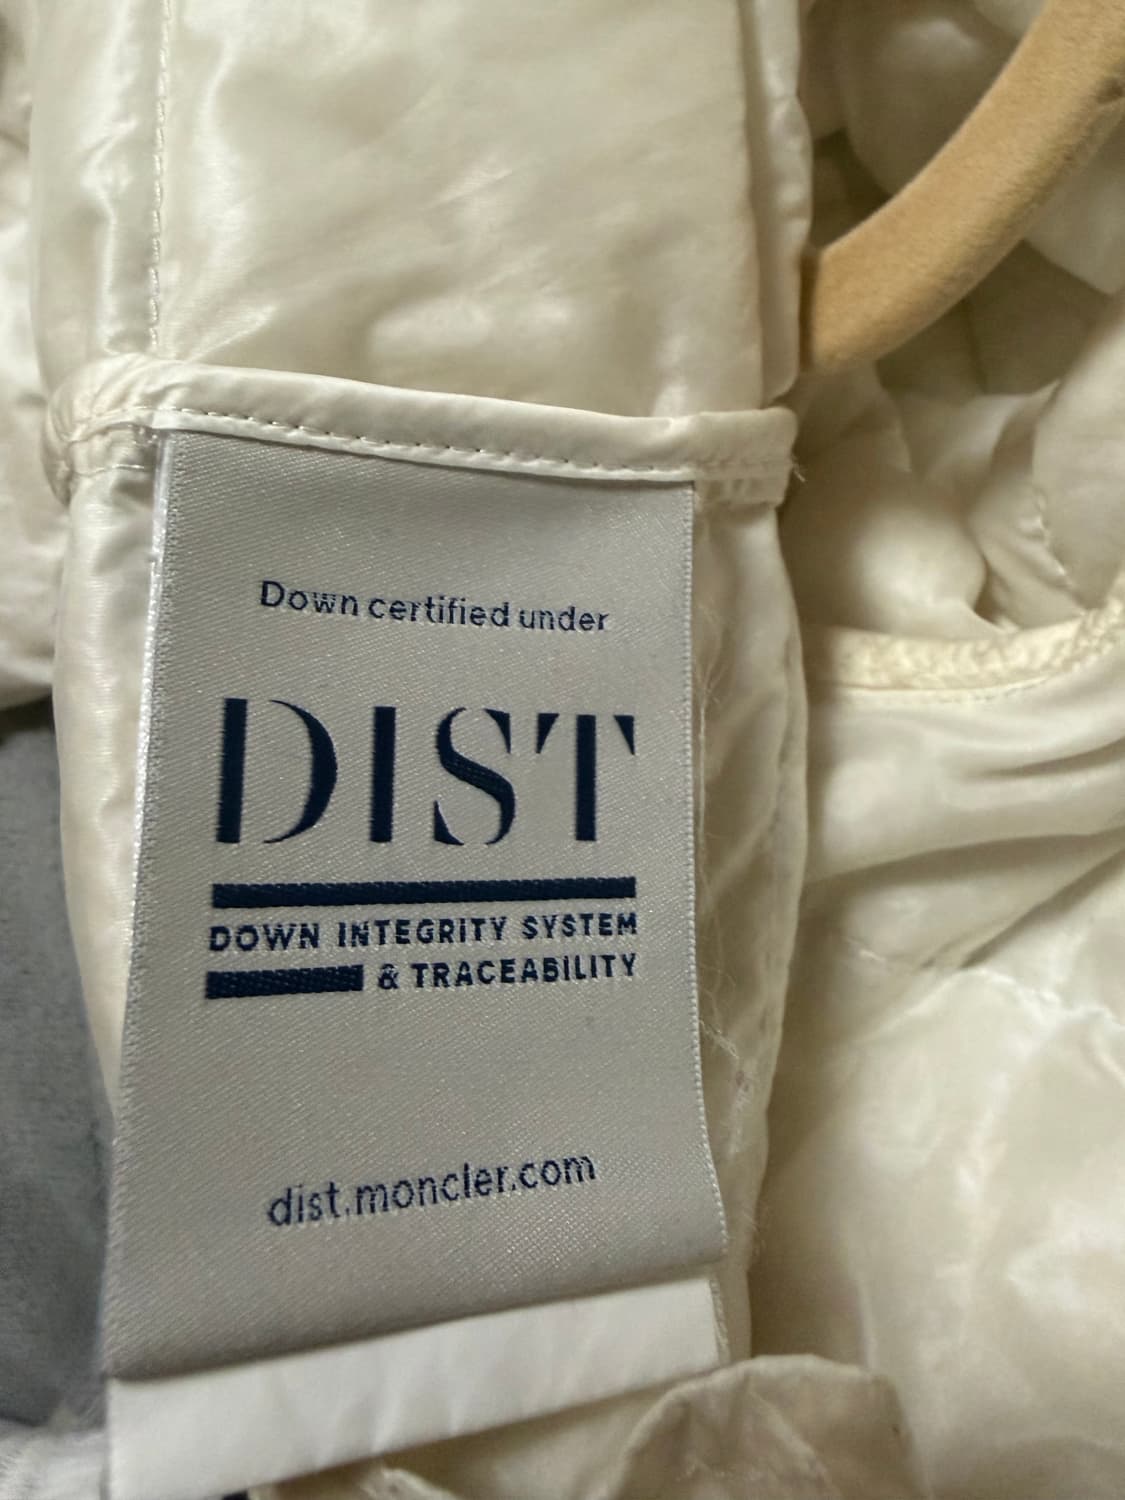 Down certified under
DIST
DOWN INTEGRITY SYSTEM
& TRACEABILITY
dist.moncler.com